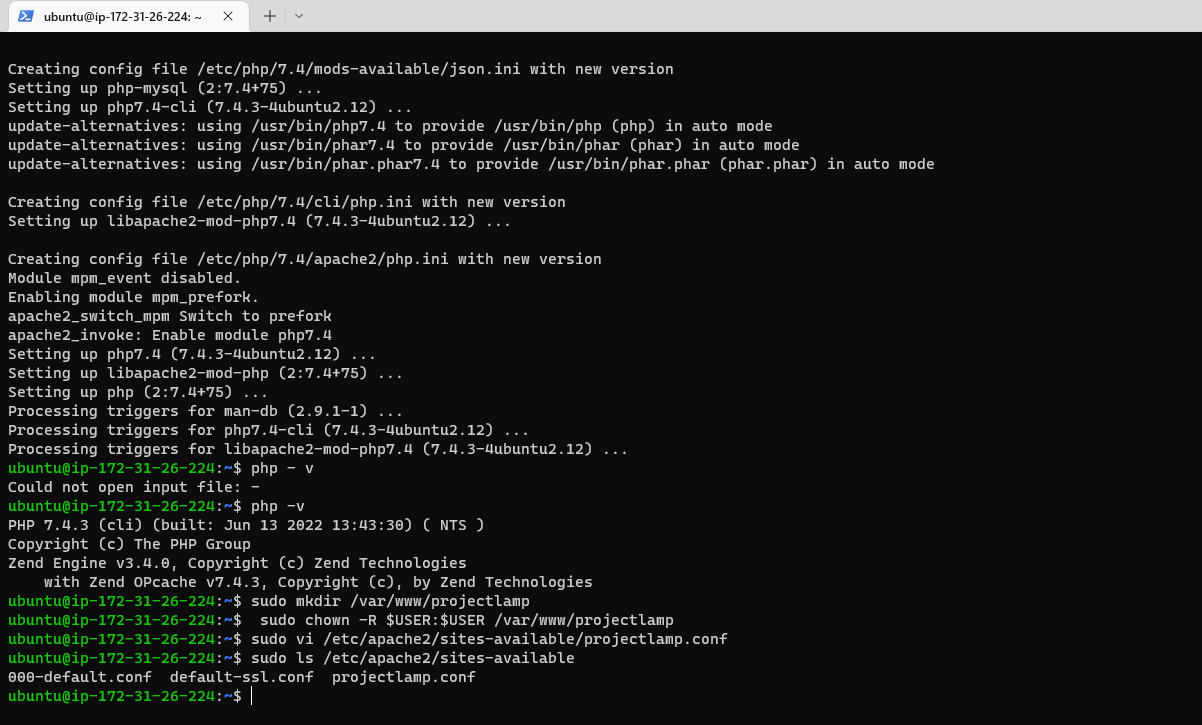 ubuntu@ip-172-31-26-224: ~
Creating config file /etc/php/7.4/mods-available/json.ini with new version
Setting up php-mysql (2:7.4+75) ...
Setting up php7.4-cli (7.4.3-4ubuntu2.12) ...
update-alternatives: using /usr/bin/php7.4 to provide /usr/bin/php (php) in auto mode
update-alternatives: using /usr/bin/phar7.4 to provide /usr/bin/phar (phar) in auto mode
update-alternatives: using /usr/bin/phar.phar7.4 to provide /usr/bin/phar.phar (phar.phar) in auto mode
Creating config file /etc/php/7.4/cli/php.ini with new version
Setting up libapache2-mod-php7.4 (7.4.3-4ubuntu2.12) ...
Creating config file /etc/php/7.4/apache2/php.ini with new version
Module mpm_event disabled.
Enabling module mpm_prefork.
apache2_switch_mpm Switch to prefork
apache2_invoke: Enable module php7.4
Setting up php7.4 (7.4.3-4ubuntu2.12) ...
Setting up libapache2-mod-php (2:7.4+75) ...
Setting up php (2:7.4+75) ...
Processing triggers for man-db (2.9.1-1) ...
Processing triggers for php7.4-cli (7.4.3-4ubuntu2.12) ...
Processing triggers for libapache2-mod-php7.4 (7.4.3-4ubuntu2.12) ...
ubuntu@ip-172-31-26-224:~$ php - v
Could not open input file: -
ubuntu@ip-172-31-26-224:~$ php -v
PHP 7.4.3 (cli) (built: Jun 13 2022 13:43:30) ( NTS )
Copyright (c) The PHP Group
Zend Engine v3.4.0, Copyright (c) Zend Technologies
    with Zend OPcache v7.4.3, Copyright (c), by Zend Technologies
ubuntu@ip-172-31-26-224:~$ sudo mkdir /var/www/projectlamp
ubuntu@ip-172-31-26-224:~$  sudo chown -R $USER:$USER /var/www/projectlamp
ubuntu@ip-172-31-26-224:~$ sudo vi /etc/apache2/sites-available/projectlamp.conf
ubuntu@ip-172-31-26-224:~$ sudo ls /etc/apache2/sites-available
000-default.conf  default-ssl.conf  projectlamp.conf
ubuntu@ip-172-31-26-224:~$